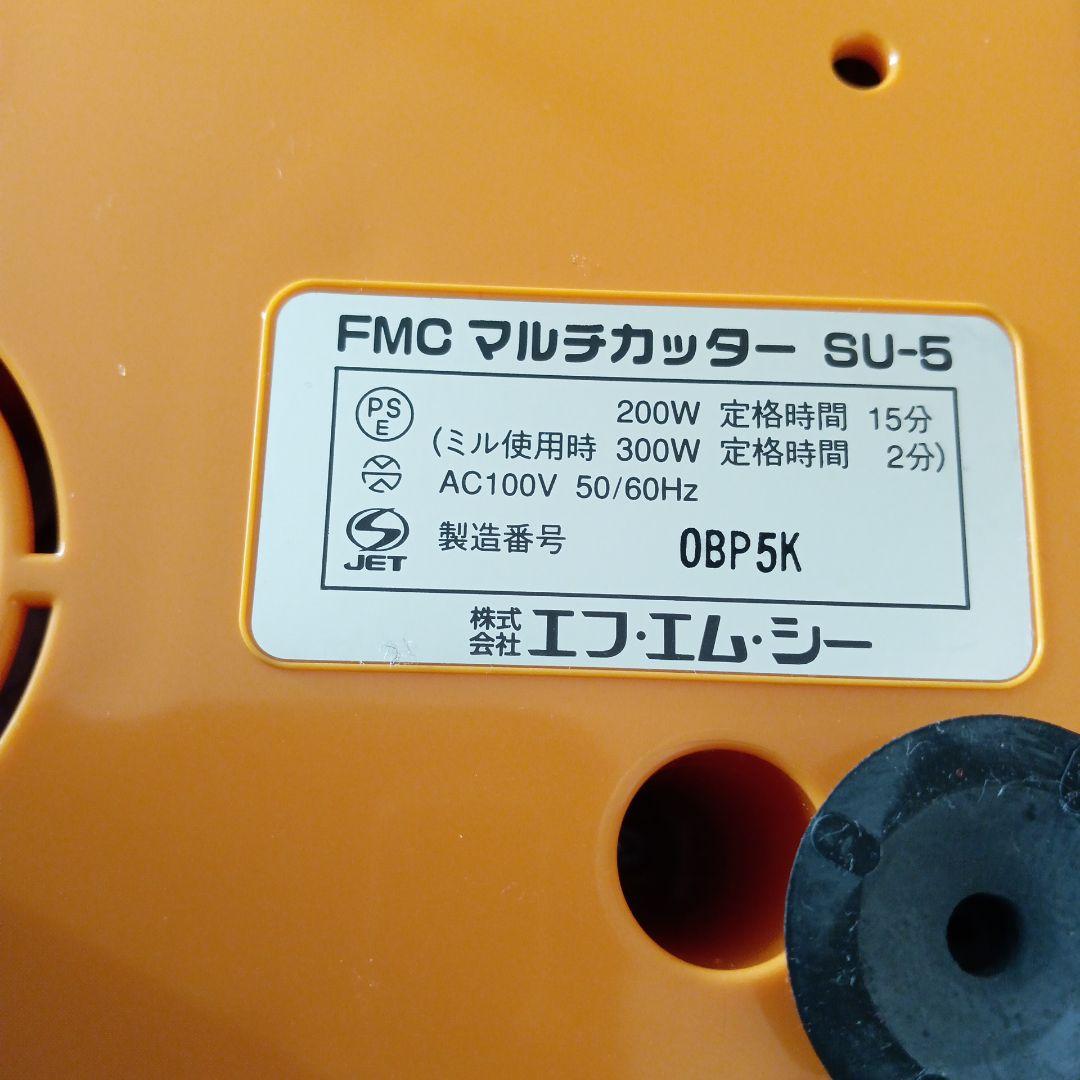 FMC マルチカッター SU-5
PSE 200W 定格時間 15分
(ミル使用時 300W 定格時間 2分)
AC100V 50/60Hz
JET 製造番号 0BP5K
株式会社 エフ・エム・シー